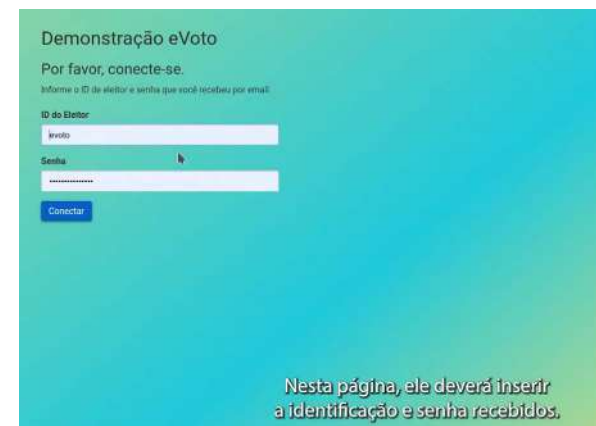 Demonstração eVoto
Por favor, conecte-se.
Informe o ID de eleitor e senha que você recebeu por email.
ID do Eleitor
evoto
Senha
••••••••••••••••
Conectar
Nesta página, ele deverá inserir
a identificação e senha recebidos.